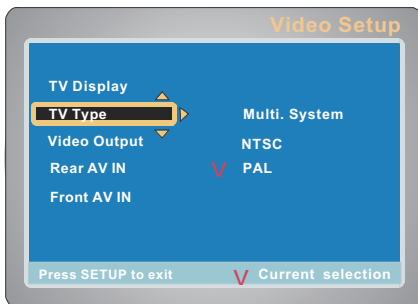 Video Setup
TV Display
TV Type Multi. System
Video Output NTSC
Rear AV IN V PAL
Front AV IN
Press SETUP to exit V Current selection